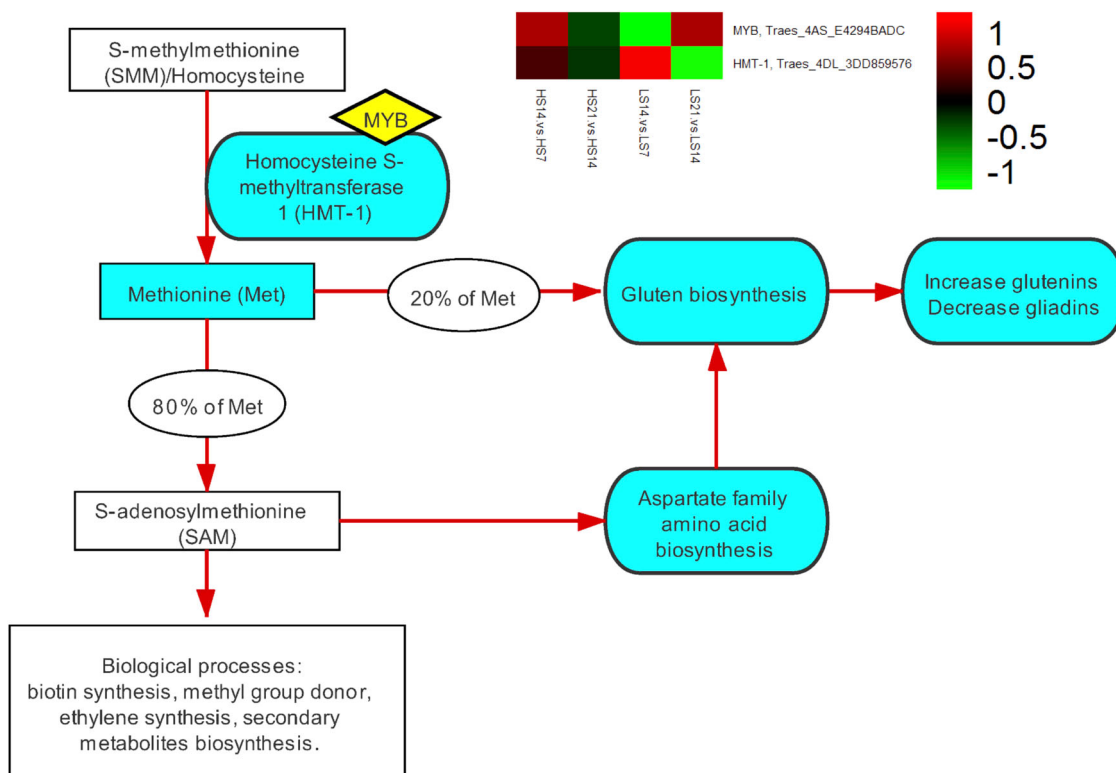 S-methylmethionine
(SMM)/Homocysteine
MYB
Homocysteine S-
methyltransferase
1 (HMT-1)
MYB, Traes_4AS_E4294BADC
HMT-1, Traes_4DL_3DD859576
HS14.vs.HS7
HS21.vs.HS14
LS14.vs.LS7
LS21.vs.LS14
1
0.5
0
-0.5
-1
Methionine (Met)
20% of Met
Gluten biosynthesis
Increase glutenins
Decrease gliadins
80% of Met
S-adenosylmethionine
(SAM)
Aspartate family
amino acid
biosynthesis
Biological processes:
biotin synthesis, methyl group donor,
ethylene synthesis, secondary
metabolites biosynthesis.